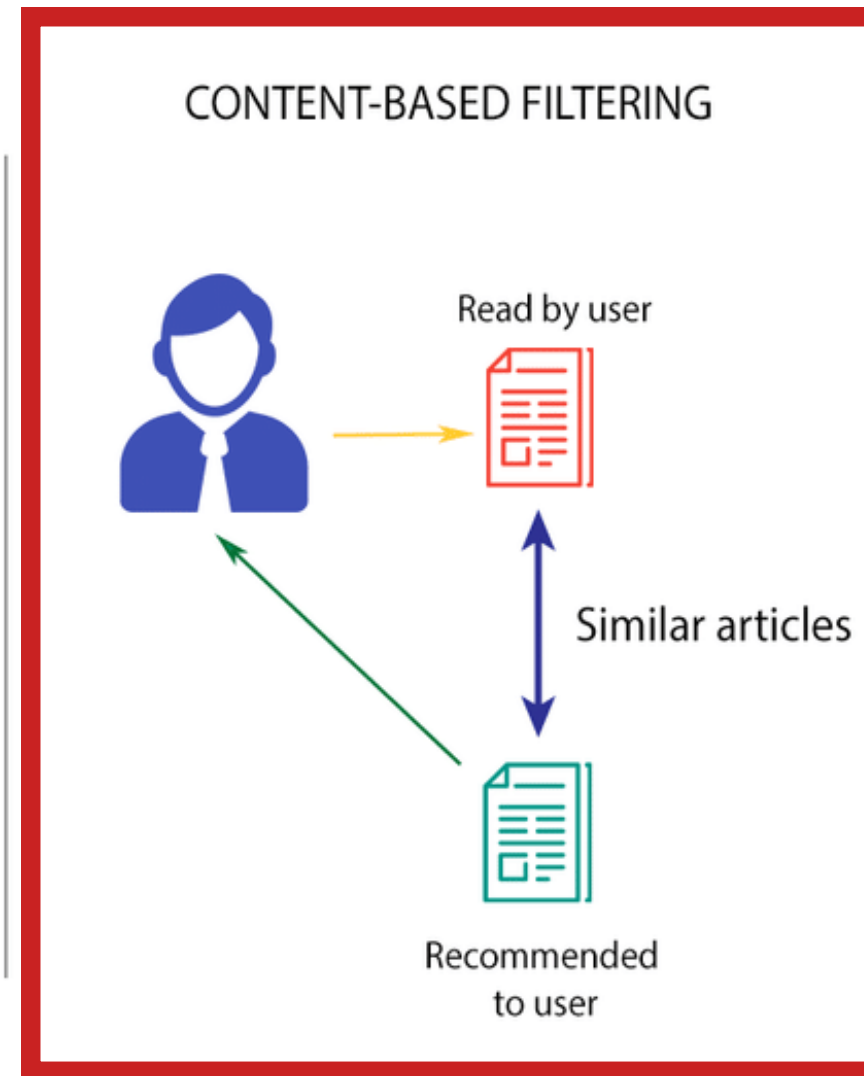 CONTENT-BASED FILTERING
Read by user
Similar articles
Recommended
to user